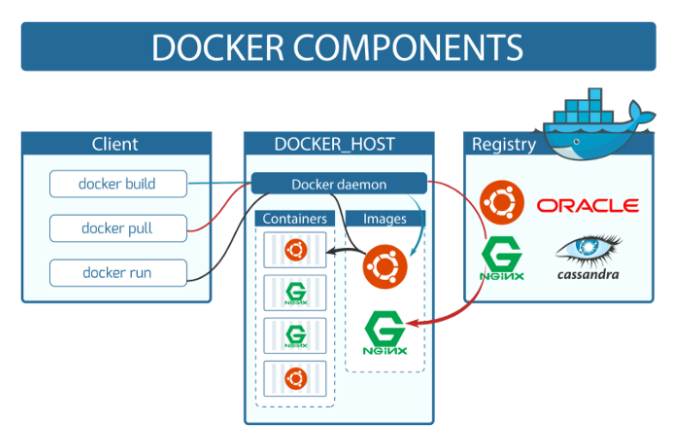 DOCKER COMPONENTS
Client
docker build
docker pull
docker run
DOCKER_HOST
Docker daemon
Containers
Images
NGiNX
NGiNX
NGiNX
Registry
ORACLE
NGiNX
cassandra